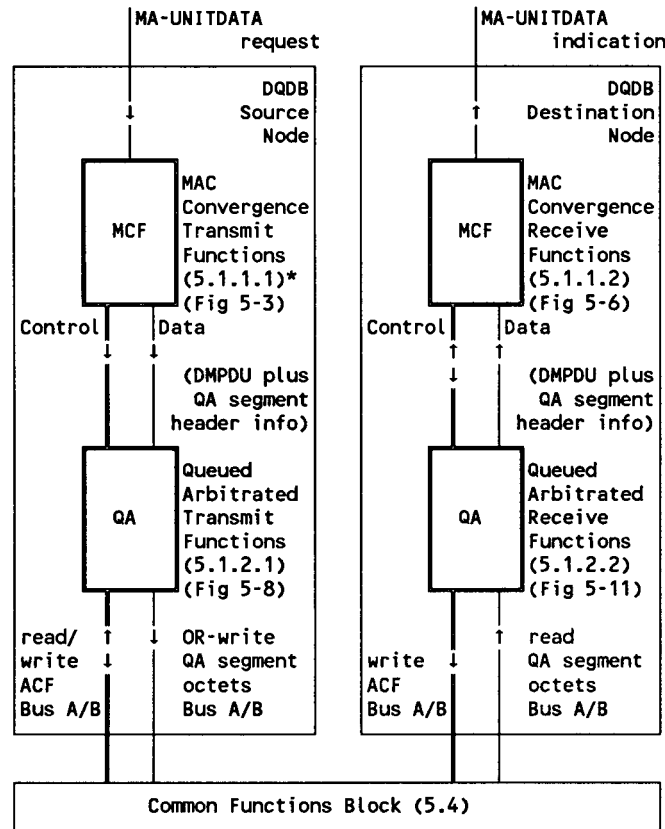 MA-UNITDATA
request
DQDB
Source
Node
MCF
MAC
Convergence
Transmit
Functions
(5.1.1.1)*
(Fig 5-3)
Control
Data
(DMPDU plus
QA segment
header info)
QA
Queued
Arbitrated
Transmit
Functions
(5.1.2.1)
(Fig 5-8)
read/
write
ACF
Bus A/B
OR-write
QA segment
octets
Bus A/B
MA-UNITDATA
indication
DQDB
Destination
Node
MCF
MAC
Convergence
Receive
Functions
(5.1.1.2)
(Fig 5-6)
Control
Data
(DMPDU plus
QA segment
header info)
QA
Queued
Arbitrated
Receive
Functions
(5.1.2.2)
(Fig 5-11)
write
ACF
Bus A/B
read
QA segment
octets
Bus A/B
Common Functions Block (5.4)